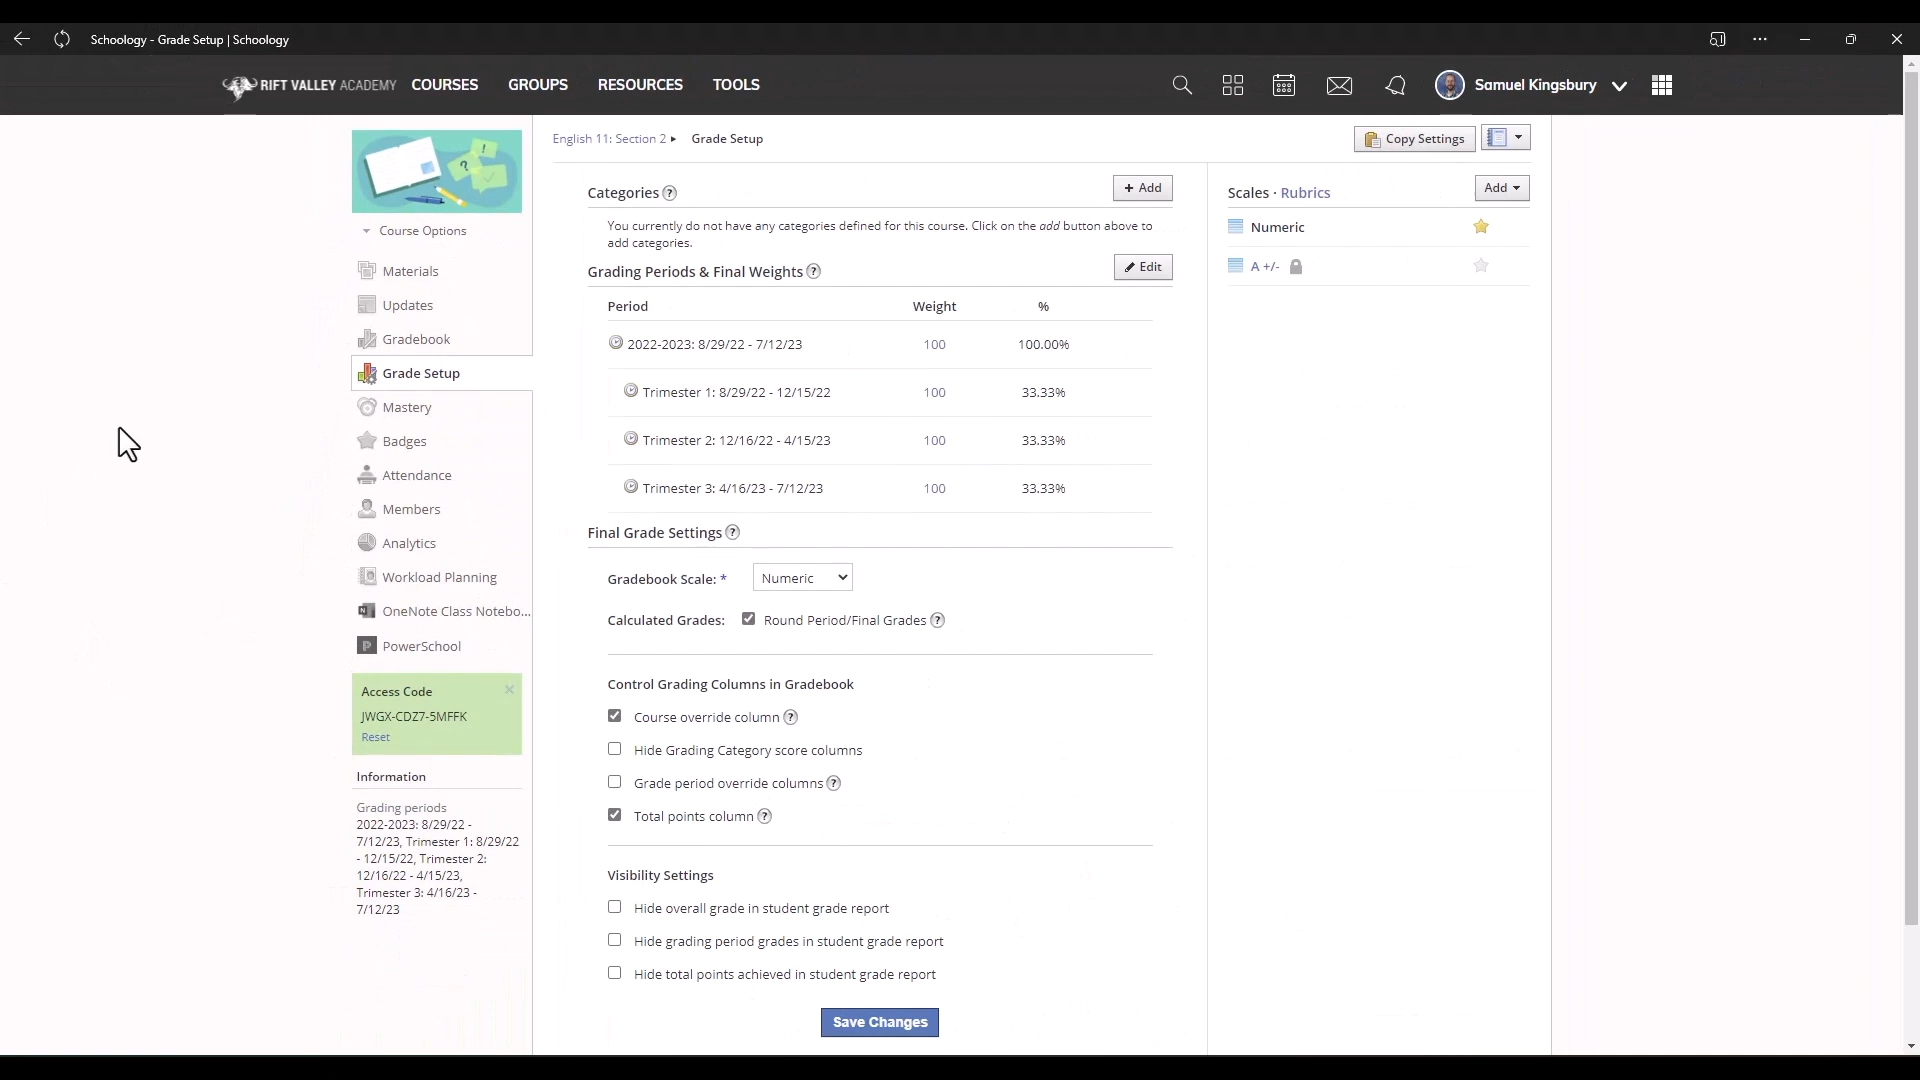 Schoology - Grade Setup | Schoology
RIFT VALLEY ACADEMY
COURSES
GROUPS
RESOURCES
TOOLS
Samuel Kingsbury
Course Options
Materials
Updates
Gradebook
Grade Setup
Mastery
Badges
Attendance
Members
Analytics
Workload Planning
OneNote Class Notebo...
PowerSchool
Access Code
JWGX-CDZ7-5MFFK
Reset
Information
Grading periods
2022-2023: 8/29/22 -
7/12/23, Trimester 1: 8/29/22
- 12/15/22, Trimester 2:
12/16/22 - 4/15/23,
Trimester 3: 4/16/23 -
7/12/23
English 11: Section 2 ▸ Grade Setup
Copy Settings
Categories ?
+ Add
You currently do not have any categories defined for this course. Click on the add button above to
add categories.
Grading Periods & Final Weights ?
Edit
Period Weight %
2022-2023: 8/29/22 - 7/12/23 100 100.00%
Trimester 1: 8/29/22 - 12/15/22 100 33.33%
Trimester 2: 12/16/22 - 4/15/23 100 33.33%
Trimester 3: 4/16/23 - 7/12/23 100 33.33%
Final Grade Settings ?
Gradebook Scale: * Numeric
Calculated Grades: Round Period/Final Grades ?
Control Grading Columns in Gradebook
Course override column ?
Hide Grading Category score columns
Grade period override columns ?
Total points column ?
Visibility Settings
Hide overall grade in student grade report
Hide grading period grades in student grade report
Hide total points achieved in student grade report
Save Changes
Scales · Rubrics
Add
Numeric
A +/-